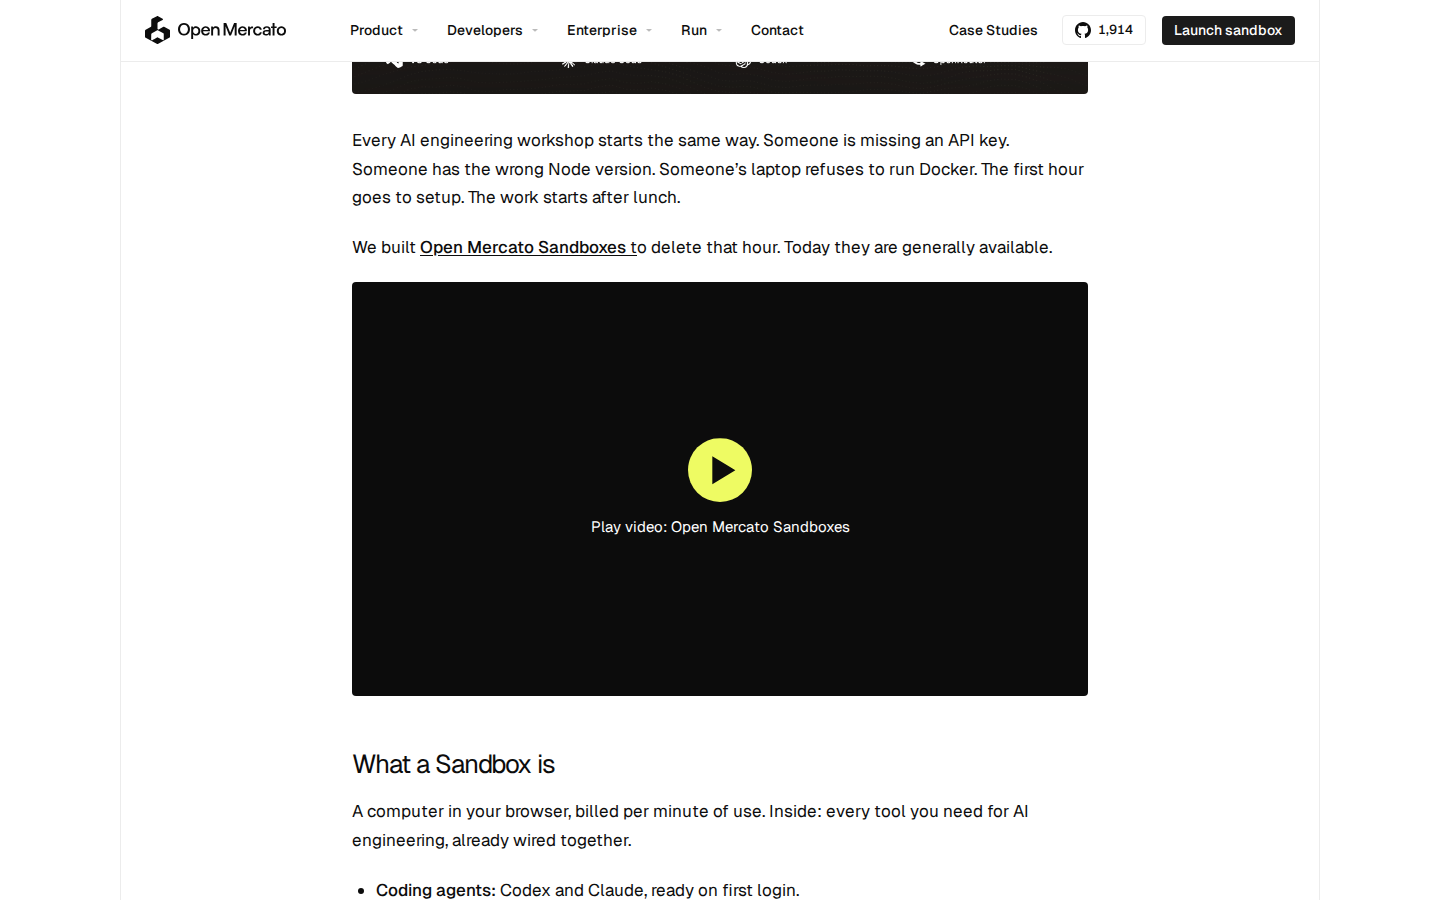 Open Mercato
Product
Developers
Enterprise
Run
Contact
Case Studies
1,914
Launch sandbox
Every AI engineering workshop starts the same way. Someone is missing an API key.
Someone has the wrong Node version. Someone’s laptop refuses to run Docker. The first hour
goes to setup. The work starts after lunch.
We built Open Mercato Sandboxes to delete that hour. Today they are generally available.
Play video: Open Mercato Sandboxes
What a Sandbox is
A computer in your browser, billed per minute of use. Inside: every tool you need for AI
engineering, already wired together.
Coding agents: Codex and Claude, ready on first login.